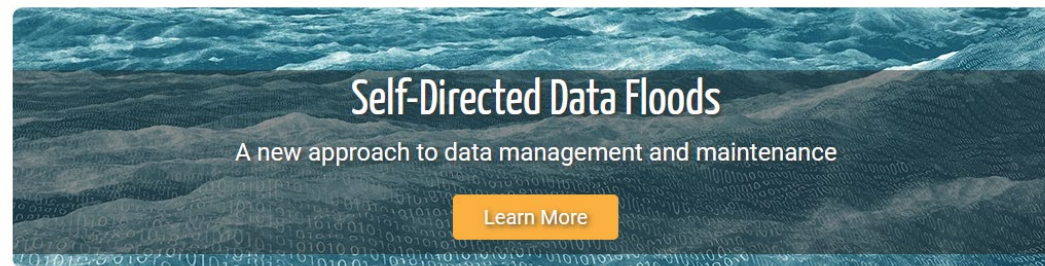 Self-Directed Data Floods
A new approach to data management and maintenance
Learn More